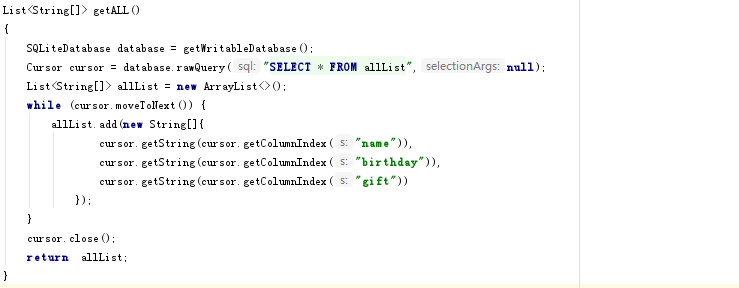 List<String[]> getALL()
{
SQLiteDatabase database = getWritableDatabase();
Cursor cursor = database.rawQuery( sql: "SELECT * FROM allList", selectionArgs: null);
List<String[]> allList = new ArrayList<>();
while (cursor.moveToNext()) {
allList.add(new String[]{
cursor.getString(cursor.getColumnIndex( s: "name")),
cursor.getString(cursor.getColumnIndex( s: "birthday")),
cursor.getString(cursor.getColumnIndex( s: "gift"))
});
}
cursor.close();
return allList;
}